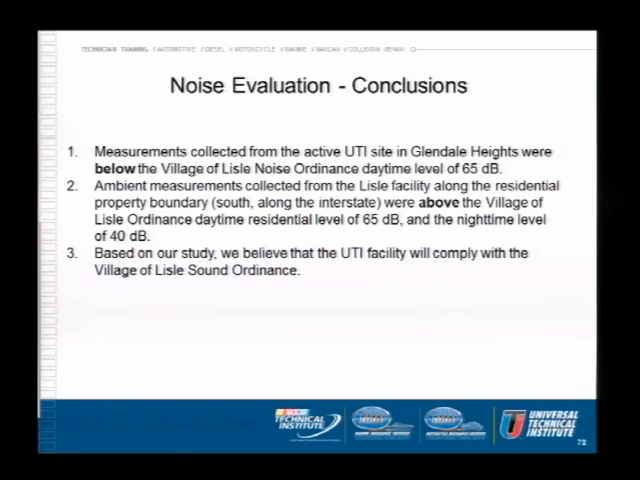 TECHNICIAN TRAINING // AUTOMOTIVE // DIESEL // MOTORCYCLE // MARINE // NASCAR // COLLISION REPAIR
Noise Evaluation - Conclusions
1. Measurements collected from the active UTI site in Glendale Heights were
below the Village of Lisle Noise Ordinance daytime level of 65 dB.
2. Ambient measurements collected from the Lisle facility along the residential
property boundary (south, along the interstate) were above the Village of
Lisle Ordinance daytime residential level of 65 dB, and the nighttime level
of 40 dB.
3. Based on our study, we believe that the UTI facility will comply with the
Village of Lisle Sound Ordinance.
NASCAR
TECHNICAL
INSTITUTE
UNIVERSAL
TECHNICAL
INSTITUTE
72